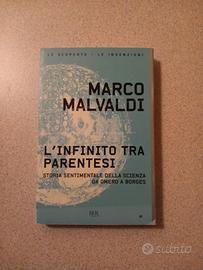 LE SCOPERTE • LE INVENZIONI
MARCO
MALVALDI
L'INFINITO TRA
PARENTESI
STORIA SENTIMENTALE DELLA SCIENZA
DA OMERO A BORGES
BUR
subito